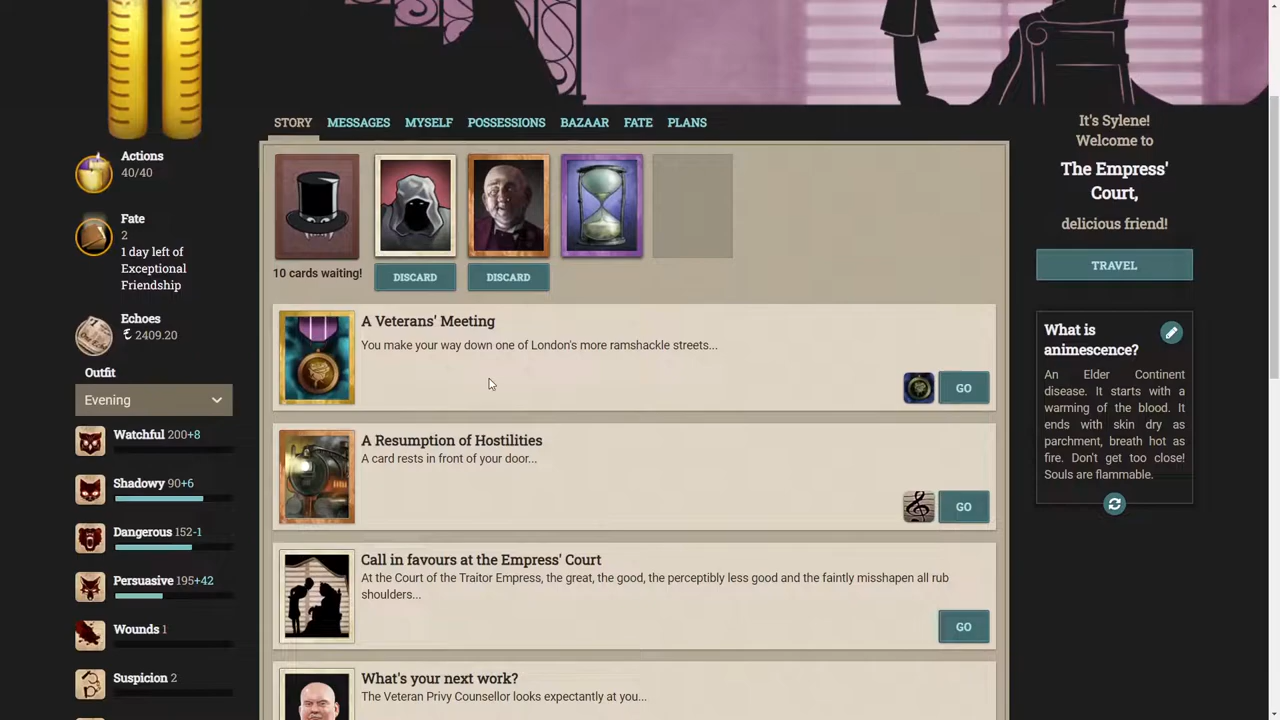 STORY
MESSAGES
MYSELF
POSSESSIONS
BAZAAR
FATE
PLANS
Actions
40/40
Fate
2
1 day left of
Exceptional
Friendship
Echoes
2409.20
Outfit
Evening
Watchful 200+8
Shadowy 90+6
Dangerous 152-1
Persuasive 195+42
Wounds 1
Suspicion 2
10 cards waiting!
DISCARD
DISCARD
A Veterans' Meeting
You make your way down one of London's more ramshackle streets...
GO
A Resumption of Hostilities
A card rests in front of your door...
GO
Call in favours at the Empress' Court
At the Court of the Traitor Empress, the great, the good, the perceptibly less good and the faintly misshapen all rub
shoulders...
GO
What's your next work?
The Veteran Privy Counsellor looks expectantly at you...
It's Sylene!
Welcome to
The Empress'
Court,
delicious friend!
TRAVEL
What is
animescence?
An Elder Continent
disease. It starts with a
warming of the blood. It
ends with skin dry as
parchment, breath hot as
fire. Don't get too close!
Souls are flammable.